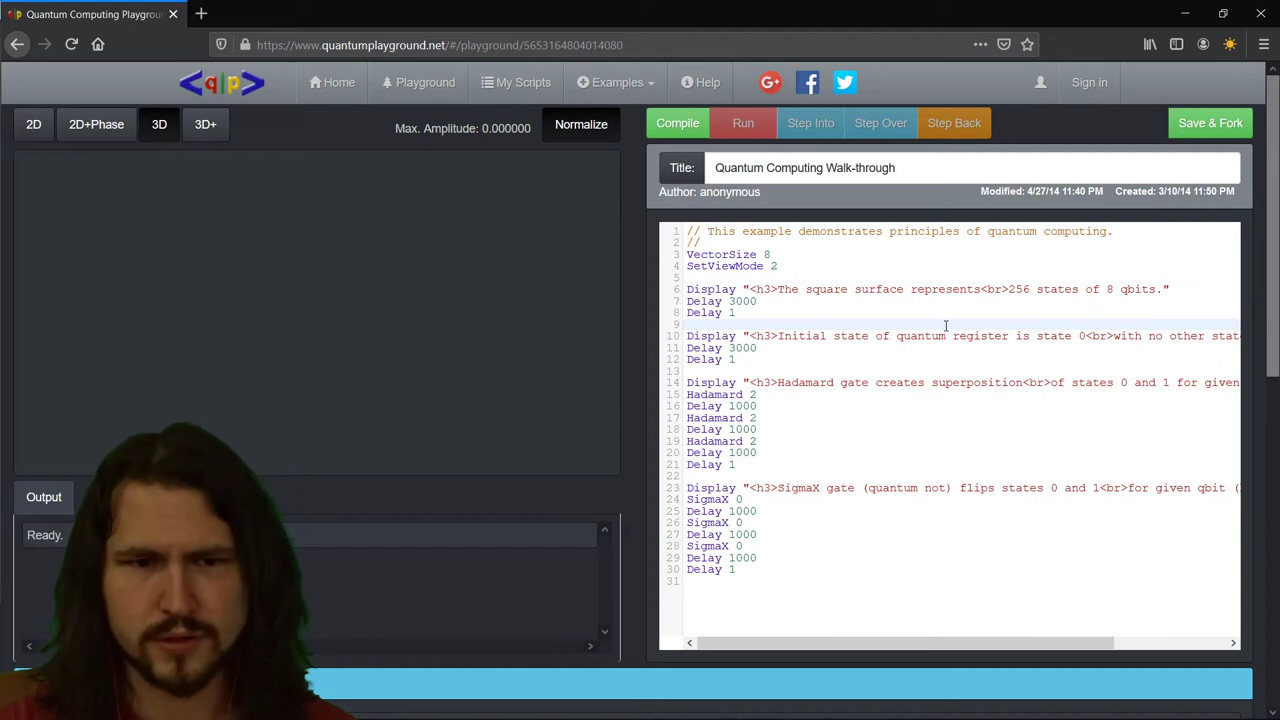 Quantum Computing Playgrou
https://www.quantumplayground.net/#/playground/5653164804014080
<q|p>
Home
Playground
My Scripts
Examples
Help
Sign in
2D
2D+Phase
3D
3D+
Max. Amplitude: 0.000000
Normalize
Compile
Run
Step Into
Step Over
Step Back
Save & Fork
Title:
Quantum Computing Walk-through
Author: anonymous
Modified: 4/27/14 11:40 PM
Created: 3/10/14 11:50 PM
1 // This example demonstrates principles of quantum computing.
2 //
3 VectorSize 8
4 SetViewMode 2
5
6 Display "<h3>The square surface represents<br>256 states of 8 qbits."
7 Delay 3000
8 Delay 1
9
10 Display "<h3>Initial state of quantum register is state 0<br>with no other stat
11 Delay 3000
12 Delay 1
13
14 Display "<h3>Hadamard gate creates superposition<br>of states 0 and 1 for given
15 Hadamard 2
16 Delay 1000
17 Hadamard 2
18 Delay 1000
19 Hadamard 2
20 Delay 1000
21 Delay 1
22
23 Display "<h3>SigmaX gate (quantum not) flips states 0 and 1<br>for given qbit (
24 SigmaX 0
25 Delay 1000
26 SigmaX 0
27 Delay 1000
28 SigmaX 0
29 Delay 1000
30 Delay 1
31
Output
Ready.